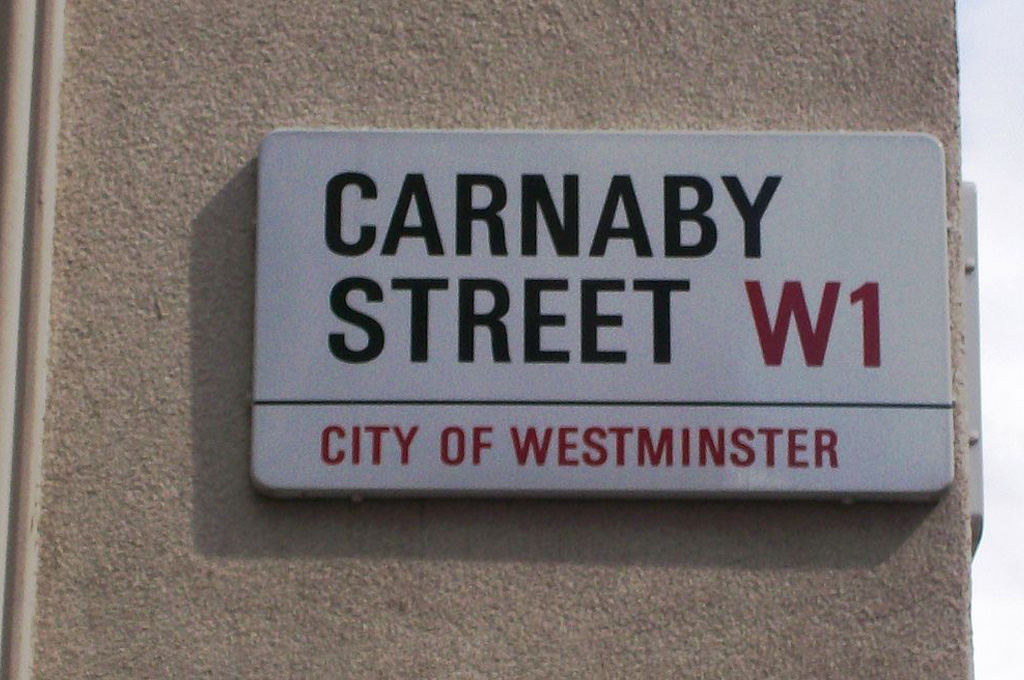 CARNABY
STREET W1
CITY OF WESTMINSTER